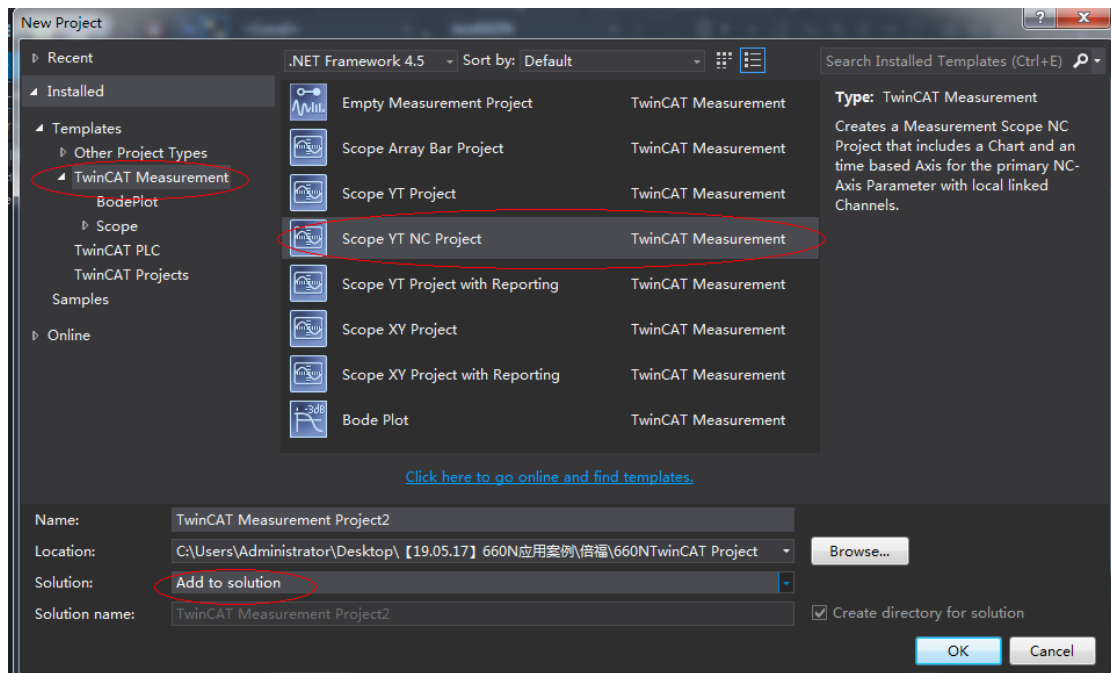 New Project
Recent
.NET Framework 4.5
Sort by:
Default
Search Installed Templates (Ctrl+E)
Installed
Templates
Other Project Types
TwinCAT Measurement
BodePlot
Scope
TwinCAT PLC
TwinCAT Projects
Samples
Online
Empty Measurement Project TwinCAT Measurement
Scope Array Bar Project TwinCAT Measurement
Scope YT Project TwinCAT Measurement
Scope YT NC Project TwinCAT Measurement
Scope YT Project with Reporting TwinCAT Measurement
Scope XY Project TwinCAT Measurement
Scope XY Project with Reporting TwinCAT Measurement
-3dB
Bode Plot TwinCAT Measurement
Type: TwinCAT Measurement
Creates a Measurement Scope NC
Project that includes a Chart and an
time based Axis for the primary NC-
Axis Parameter with local linked
Channels.
Click here to go online and find templates.
Name: TwinCAT Measurement Project2
Location: C:\Users\Administrator\Desktop\【19.05.17】660N应用案例\倍福\660NTwinCAT Project
Browse...
Solution: Add to solution
Solution name: TwinCAT Measurement Project2
Create directory for solution
OK
Cancel